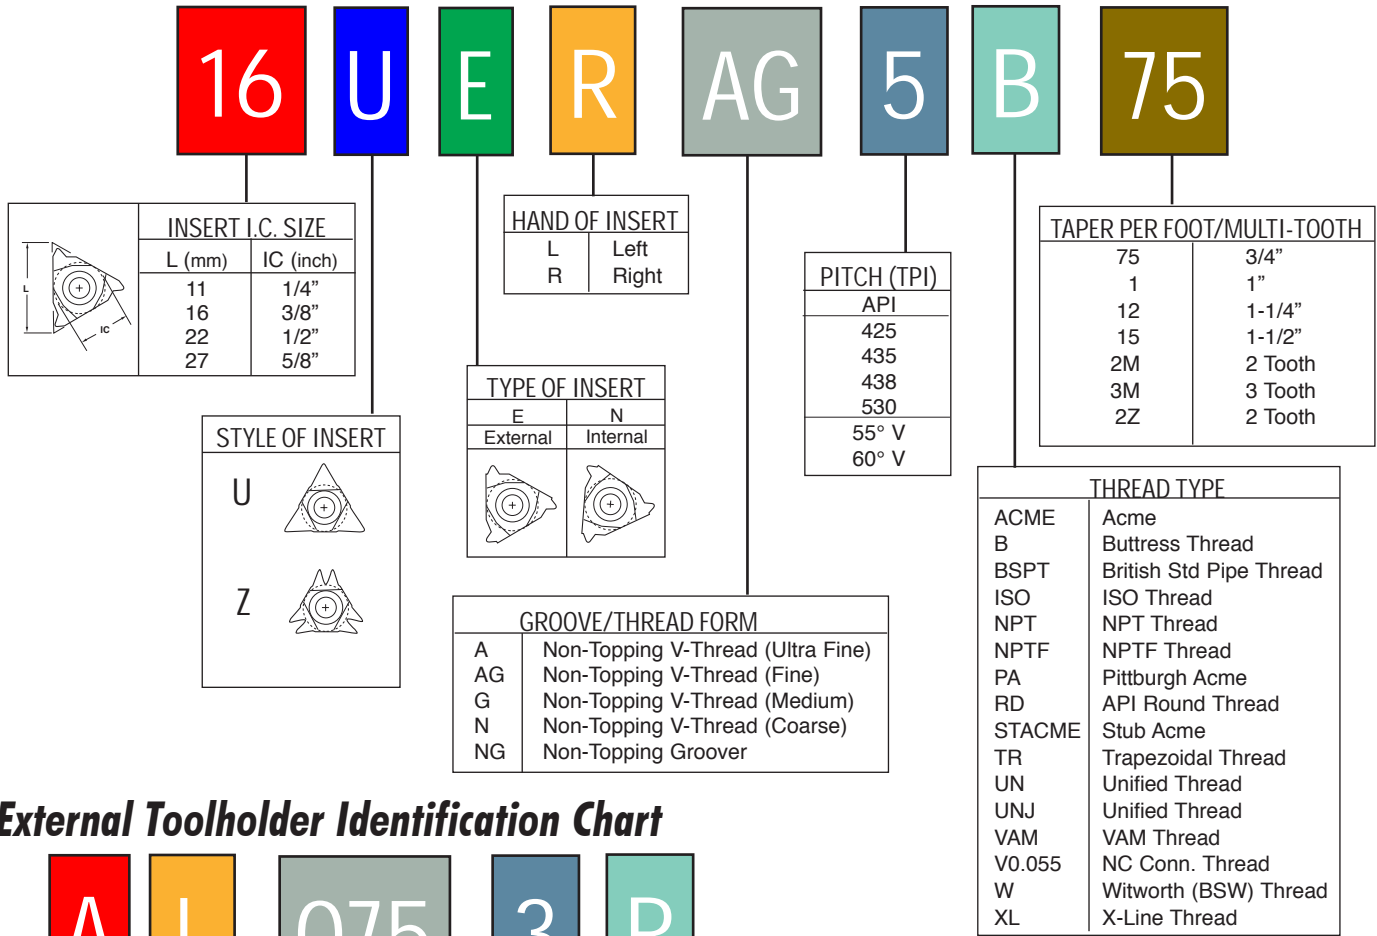 16 U E R AG 5 B 75
INSERT I.C. SIZE
L (mm) IC (inch)
11 1/4”
16 3/8”
22 1/2”
27 5/8”
L
IC
HAND OF INSERT
L Left
R Right
PITCH (TPI)
API
425
435
438
530
55° V
60° V
TAPER PER FOOT/MULTI-TOOTH
75 3/4”
1 1”
12 1-1/4”
15 1-1/2”
2M 2 Tooth
3M 3 Tooth
2Z 2 Tooth
STYLE OF INSERT
U
Z
TYPE OF INSERT
E N
External Internal
GROOVE/THREAD FORM
A Non-Topping V-Thread (Ultra Fine)
AG Non-Topping V-Thread (Fine)
G Non-Topping V-Thread (Medium)
N Non-Topping V-Thread (Coarse)
NG Non-Topping Groover
THREAD TYPE
ACME Acme
B Buttress Thread
BSPT British Std Pipe Thread
ISO ISO Thread
NPT NPT Thread
NPTF NPTF Thread
PA Pittburgh Acme
RD API Round Thread
STACME Stub Acme
TR Trapezoidal Thread
UN Unified Thread
UNJ Unified Thread
VAM VAM Thread
V0.055 NC Conn. Thread
W Witworth (BSW) Thread
XL X-Line Thread
External Toolholder Identification Chart
A 075 3